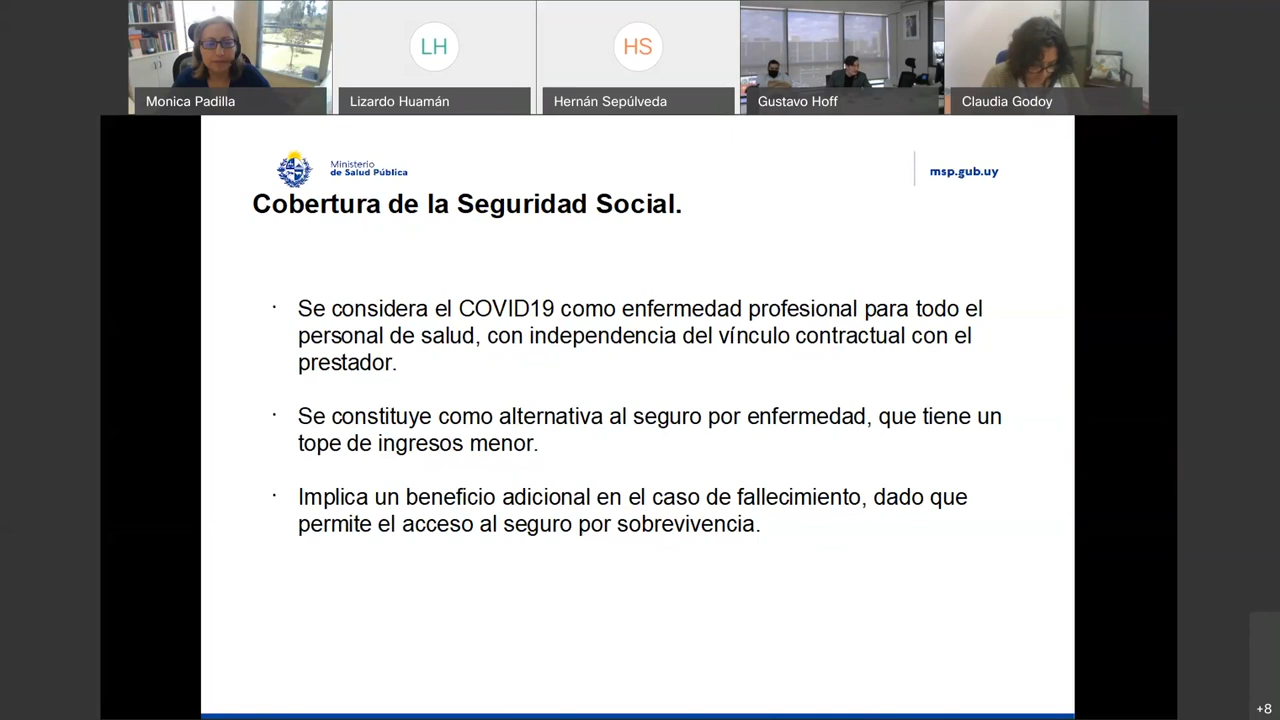 LH
HS
Monica Padilla
Lizardo Huamán
Hernán Sepúlveda
Gustavo Hoff
Claudia Godoy
Ministerio
de Salud Pública
msp.gub.uy
Cobertura de la Seguridad Social.
· Se considera el COVID19 como enfermedad profesional para todo el
personal de salud, con independencia del vínculo contractual con el
prestador.
· Se constituye como alternativa al seguro por enfermedad, que tiene un
tope de ingresos menor.
· Implica un beneficio adicional en el caso de fallecimiento, dado que
permite el acceso al seguro por sobrevivencia.
+8